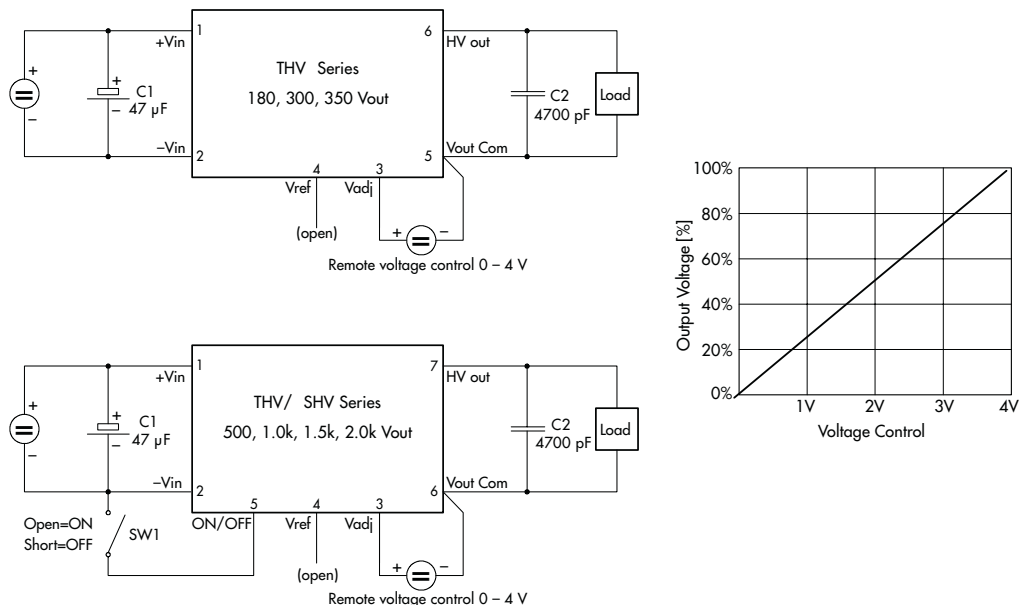 1
+Vin
6
HV out
THV Series
180, 300, 350 Vout
+
–
+
–
C1
47 µF
C2
4700 pF
Load
–Vin
2
5
Vout Com
4
3
Vref
Vadj
(open)
+
–
Remote voltage control 0 – 4 V
1
+Vin
7
HV out
THV/ SHV Series
500, 1.0k, 1.5k, 2.0k Vout
+
–
+
–
C1
47 µF
C2
4700 pF
Load
–Vin
2
6
Vout Com
5
4
3
ON/OFF
Vref
Vadj
Open=ON
Short=OFF
SW1
(open)
+
–
Remote voltage control 0 – 4 V
Output Voltage [%]
100%
80%
60%
40%
20%
0%
1V
2V
3V
4V
Voltage Control